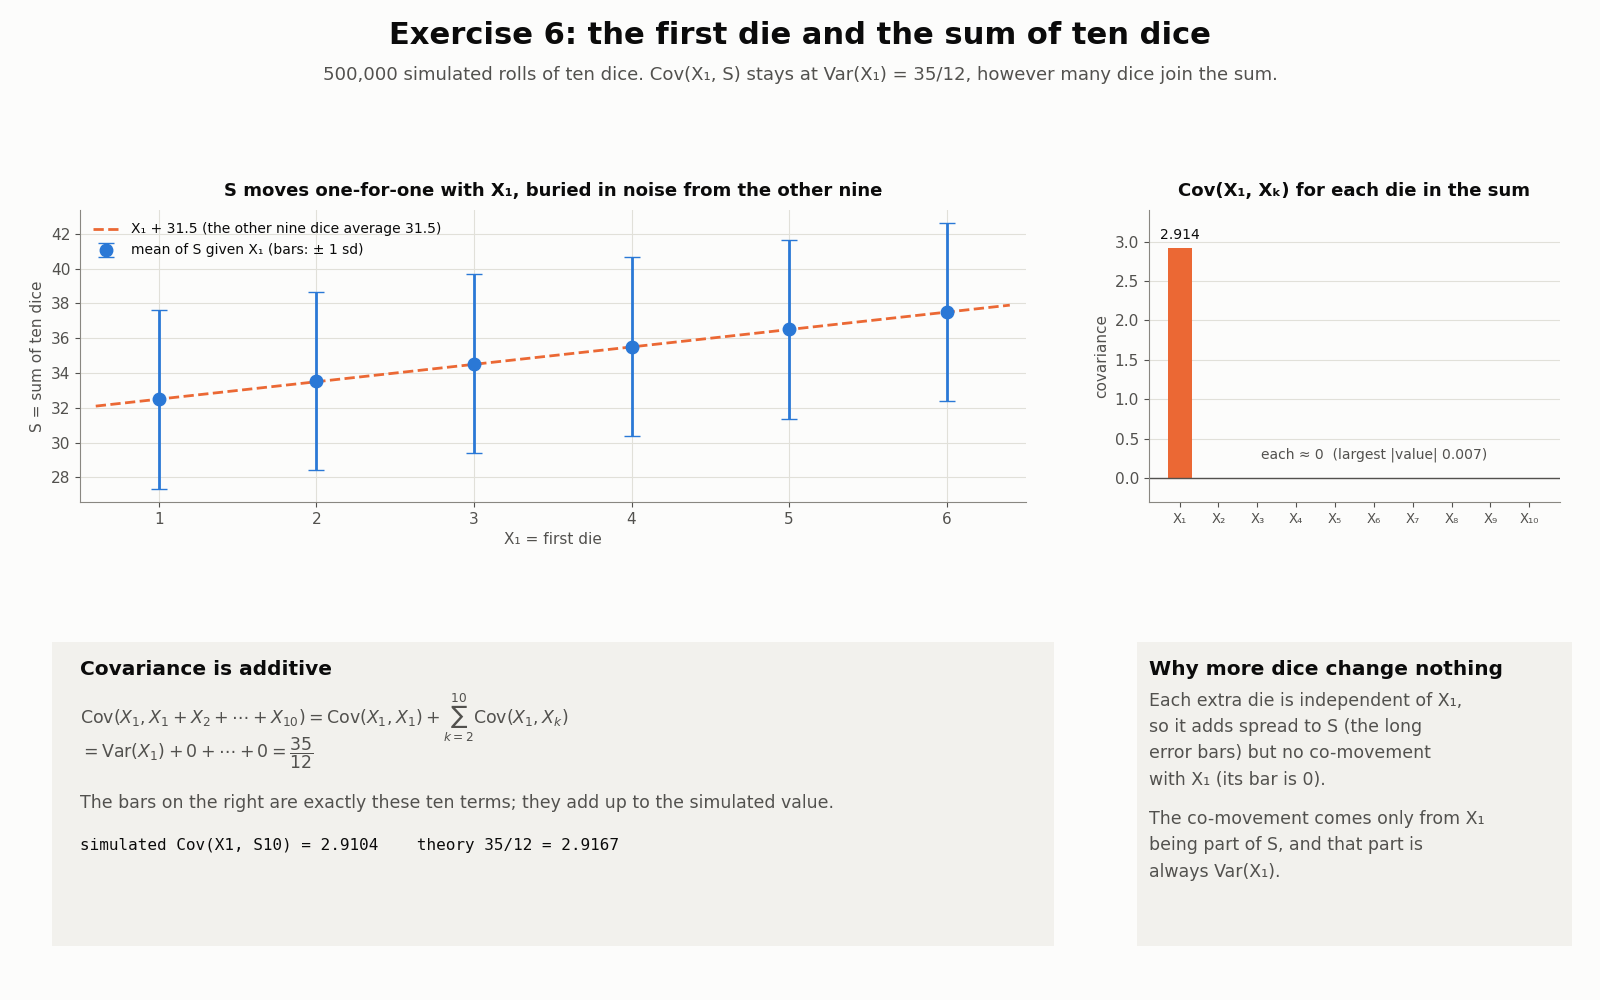 Exercise 6: the first die and the sum of ten dice
500,000 simulated rolls of ten dice. Cov(X₁, S) stays at Var(X₁) = 35/12, however many dice join the sum.
S moves one-for-one with X₁, buried in noise from the other nine
X₁ + 31.5 (the other nine dice average 31.5)
mean of S given X₁ (bars: ± 1 sd)
S = sum of ten dice
42
40
38
36
34
32
30
28
1 2 3 4 5 6
X₁ = first die
Cov(X₁, Xₖ) for each die in the sum
2.914
covariance
3.0
2.5
2.0
1.5
1.0
0.5
0.0
each ≈ 0 (largest |value| 0.007)
X₁ X₂ X₃ X₄ X₅ X₆ X₇ X₈ X₉ X₁₀
Covariance is additive
Cov(X₁, X₁ + X₂ + ⋯ + X₁₀) = Cov(X₁, X₁) + ∑_{k=2}^{10} Cov(X₁, Xₖ)
= Var(X₁) + 0 + ⋯ + 0 = 35/12
The bars on the right are exactly these ten terms; they add up to the simulated value.
simulated Cov(X1, S10) = 2.9104    theory 35/12 = 2.9167
Why more dice change nothing
Each extra die is independent of X₁,
so it adds spread to S (the long
error bars) but no co-movement
with X₁ (its bar is 0).
The co-movement comes only from X₁
being part of S, and that part is
always Var(X₁).